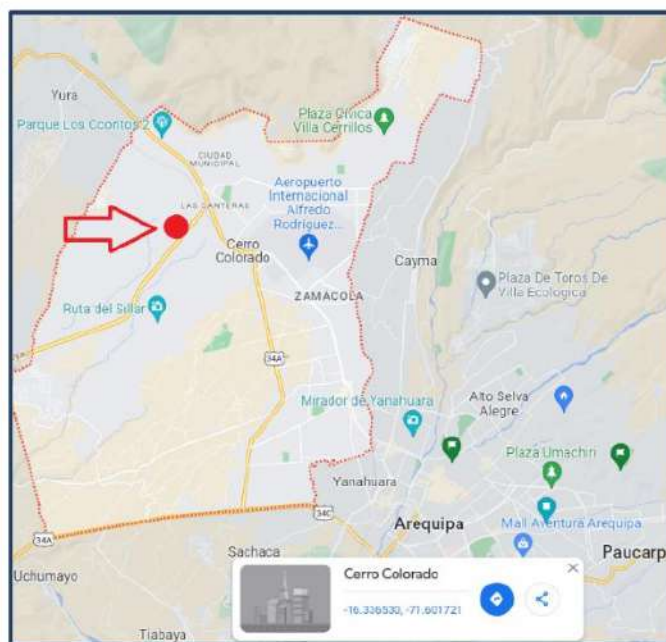 Yura
Parque Los Ccontos 2
Plaza Cívica
Villa Cerrillos
CIUDAD
MUNICIPAL
Aeropuerto
Internacional
Alfredo
Rodríguez...
LAS CANTERAS
Cerro
Colorado
Cayma
Plaza De Toros De
Villa Ecologica
ZAMÁCOLA
Ruta del Sillar
34A
Mirador de Yanahuara
Alto Selva
Alegre
Plaza Umachiri
Yanahuara
34C
34A
Arequipa
Mall Aventura Arequipa
Paucarp
Sachaca
Uchumayo
Tiabaya
Cerro Colorado
-16.336530, -71.601721